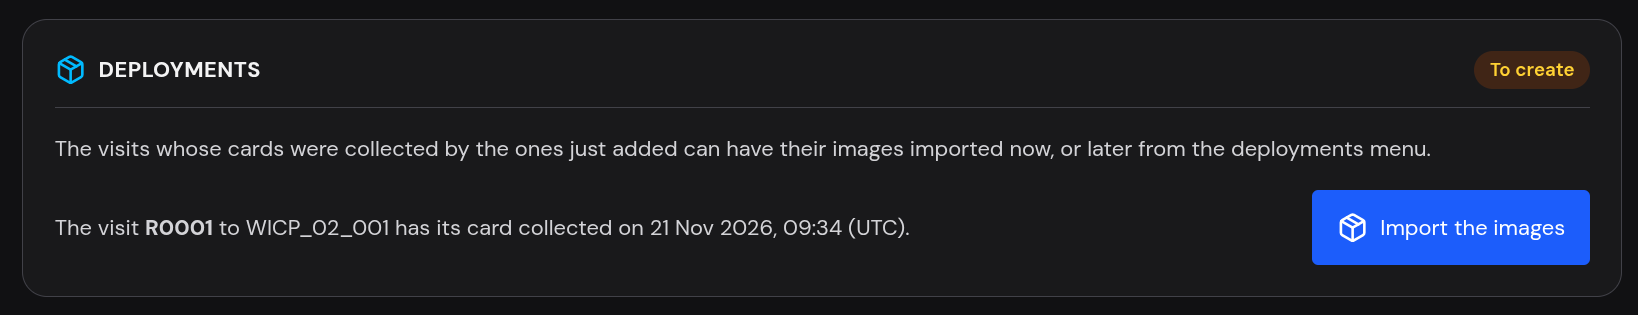 DEPLOYMENTS
To create
The visits whose cards were collected by the ones just added can have their images imported now, or later from the deployments menu.
The visit R0001 to WICP_02_001 has its card collected on 21 Nov 2026, 09:34 (UTC).
Import the images